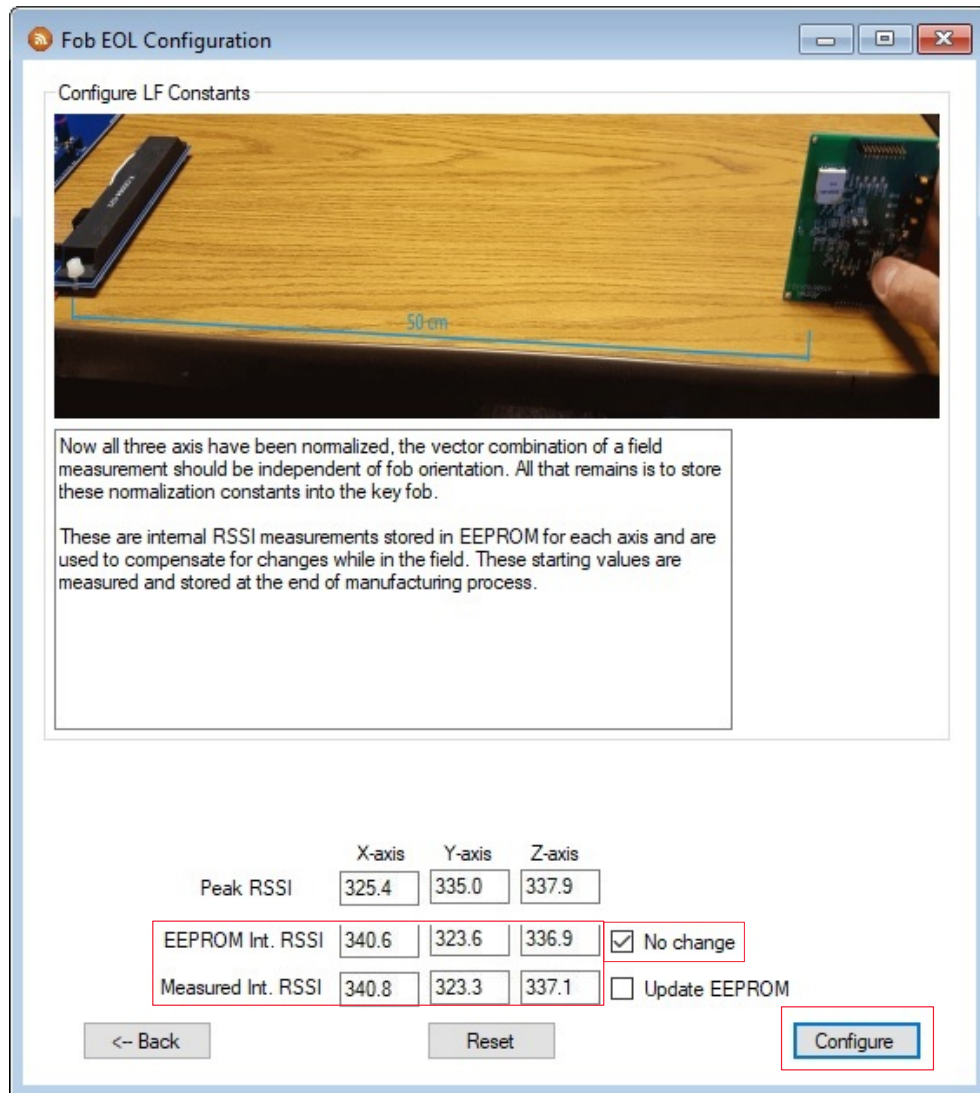 Fob EOL Configuration
Configure LF Constants
50 cm
Now all three axis have been normalized, the vector combination of a field
measurement should be independent of fob orientation. All that remains is to store
these normalization constants into the key fob.
These are internal RSSI measurements stored in EEPROM for each axis and are
used to compensate for changes while in the field. These starting values are
measured and stored at the end of manufacturing process.
X-axis Y-axis Z-axis
Peak RSSI 325.4 335.0 337.9
EEPROM Int. RSSI 340.6 323.6 336.9 No change
Measured Int. RSSI 340.8 323.3 337.1 Update EEPROM
<-- Back Reset Configure